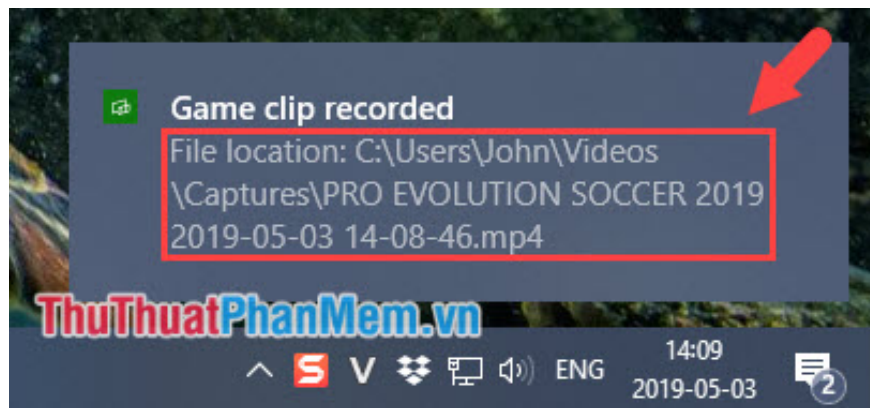 Game clip recorded
File location: C:\Users\John\Videos
\Captures\PRO EVOLUTION SOCCER 2019
2019-05-03 14-08-46.mp4
ThuThuatPhanMem.vn
S V ENG 14:09
2019-05-03
2